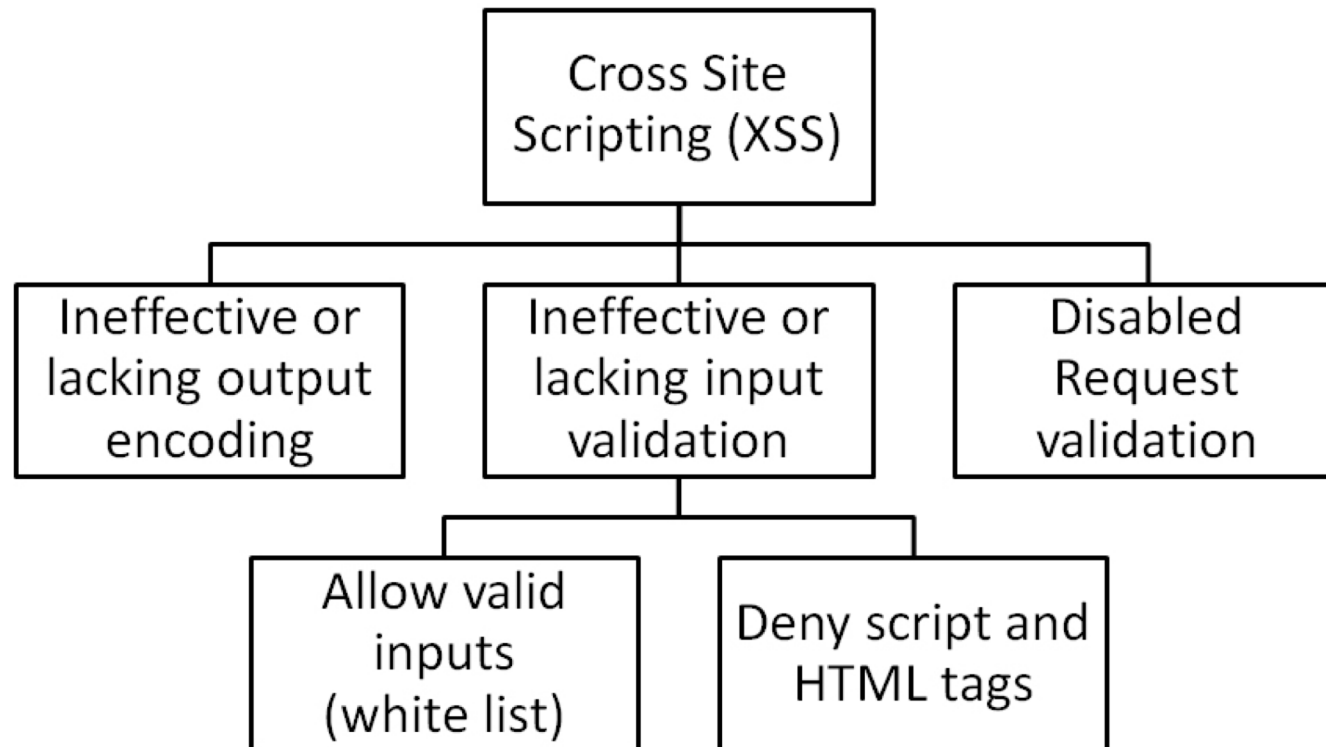 Cross Site
Scripting (XSS)
Ineffective or
lacking output
encoding
Ineffective or
lacking input
validation
Disabled
Request
validation
Allow valid
inputs
(white list)
Deny script and
HTML tags